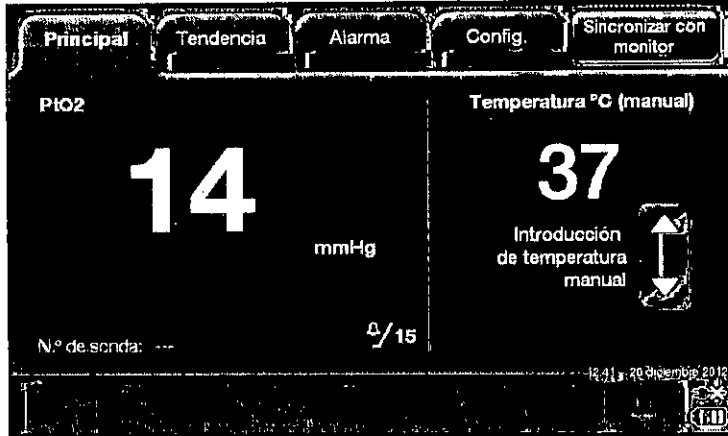 Principal
Tendencia
Alarma
Config.
Sincronizar con
monitor
PtO2
14
mmHg
N.º de sonda: ---
/15
Temperatura °C (manual)
37
Introducción
de temperatura
manual
12:41 20 diciembre 2012